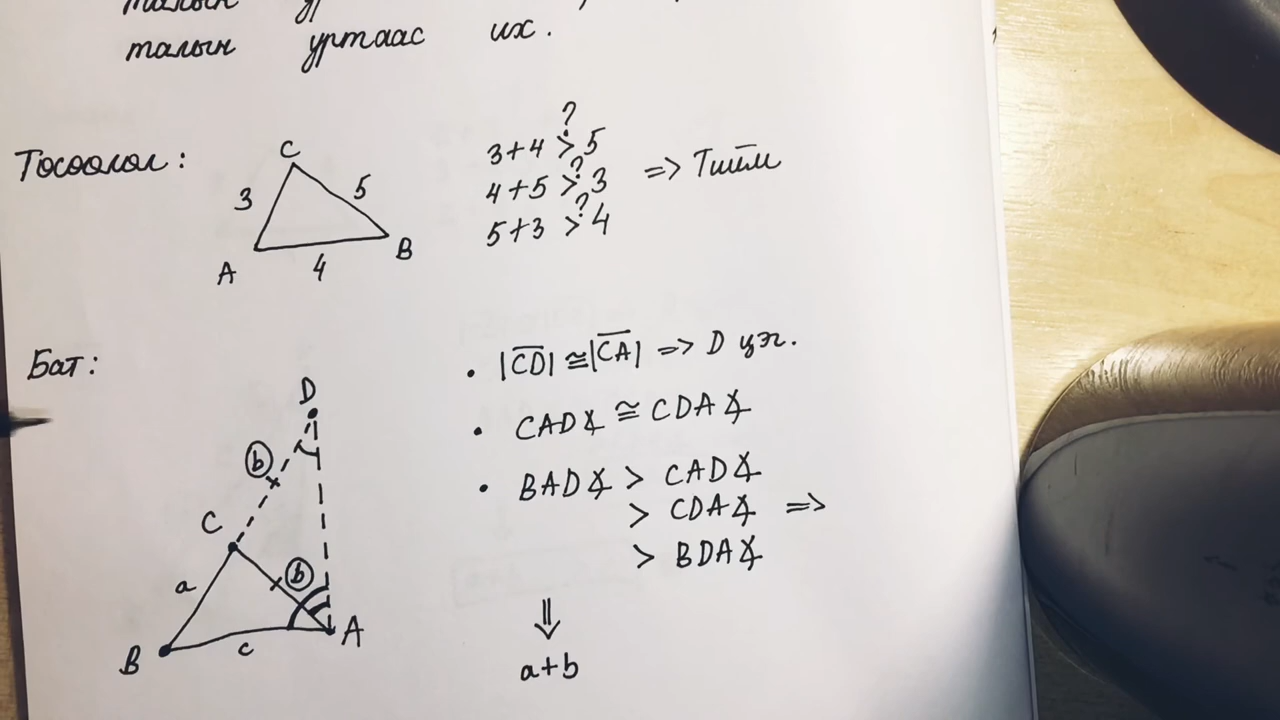 талын уртаас их.
Тосоолол:
C
3
5
A
4
B
?
3+4 > 5
?
4+5 > 3 => Тийм
?
5+3 > 4
Бат:
D
b
C
a
b
B
c
A
• |CD| ≅ |CA| => D цэг.
• CAD∡ ≅ CDA∡
• BAD∡ > CAD∡
> CDA∡ =>
> BDA∡
⇓
a+b